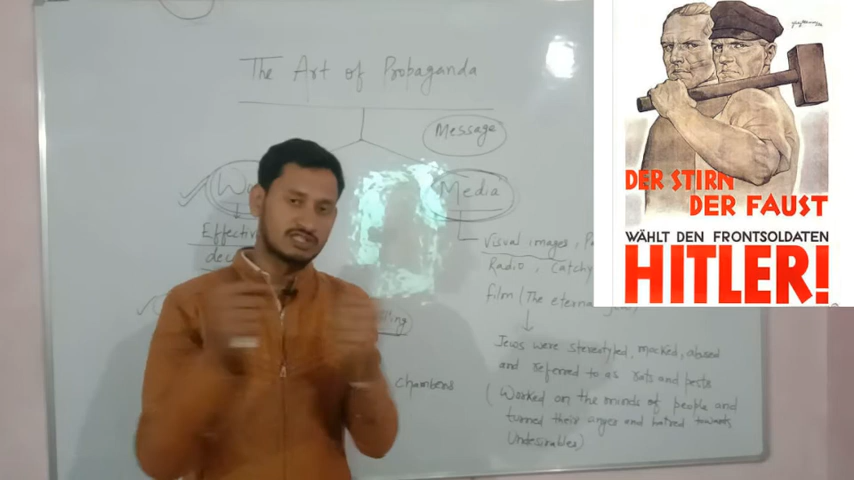 The Art of Propaganda
Message
Media
Effective
Visual images,
Radio, Catchy
film (The eternal
Jews were stereotyped, mocked, abused
and referred to as rats and pests
(Worked on the minds of people and
turned their anger and hatred towards
Undesirables)
chambers
DER STIRN
DER FAUST
WÄHLT DEN FRONTSOLDATEN
HITLER!